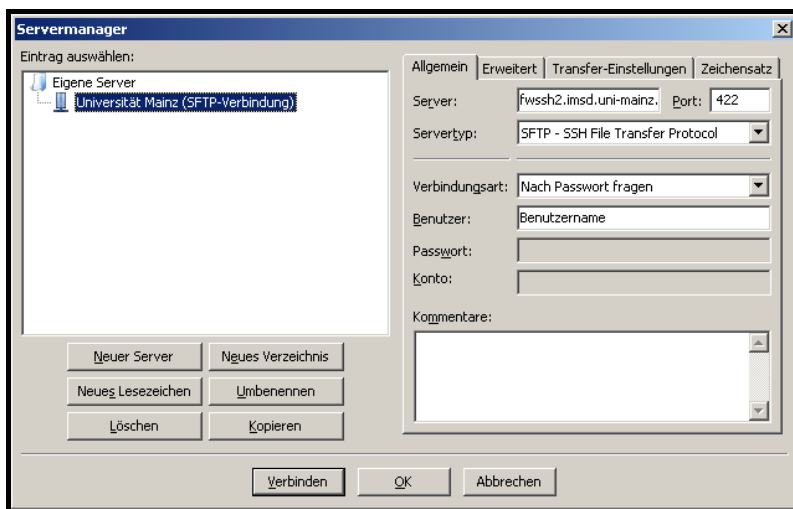 Servermanager
Eintrag auswählen:
Eigene Server
Universität Mainz (SFTP-Verbindung)
Neuer Server
Neues Verzeichnis
Neues Lesezeichen
Umbenennen
Löschen
Kopieren
Allgemein
Erweitert
Transfer-Einstellungen
Zeichensatz
Server:
fwssh2.imsd.uni-mainz.
Port:
422
Servertyp:
SFTP - SSH File Transfer Protocol
Verbindungsart:
Nach Passwort fragen
Benutzer:
Benutzername
Passwort:
Konto:
Kommentare:
Verbinden
OK
Abbrechen